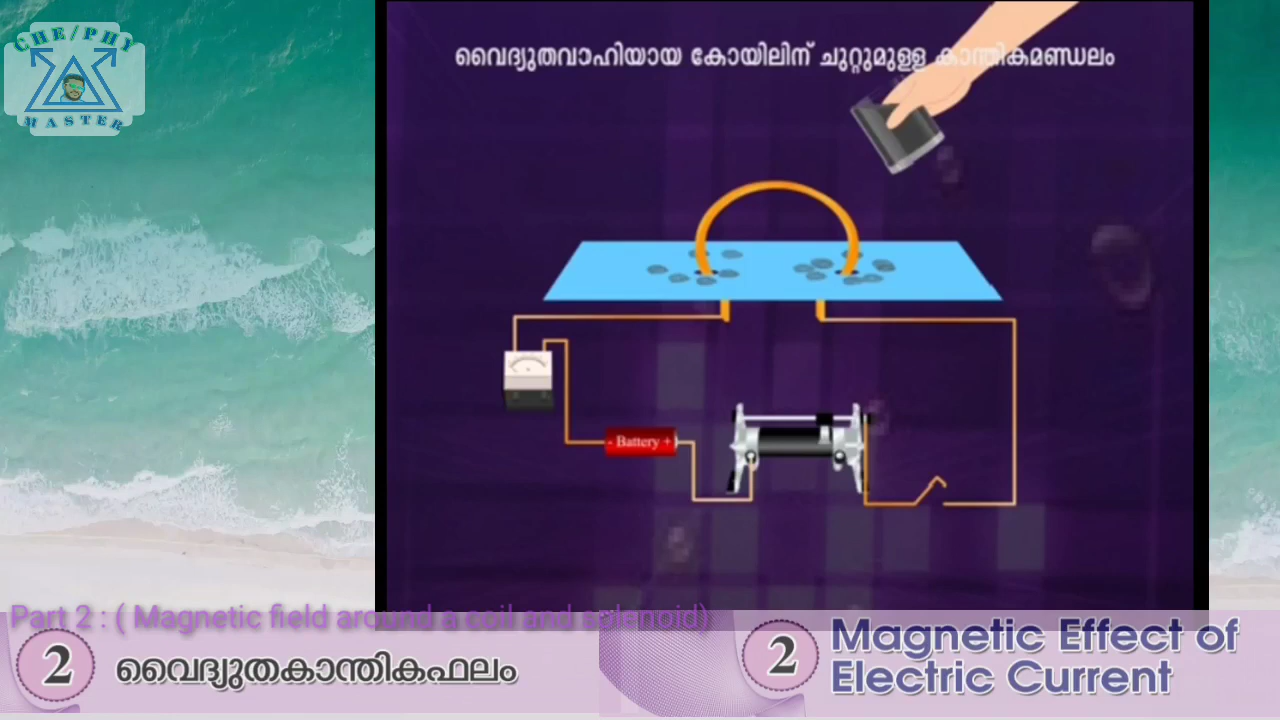 CHE/PHY
MASTER
വൈദ്യുതവാഹിയായ കോയിലിന് ചുറ്റുമുള്ള കാന്തികമണ്ഡലം
- Battery +
Part 2 : ( Magnetic field around a coil and solenoid)
2 വൈദ്യുതകാന്തികഫലം
2 Magnetic Effect of
Electric Current